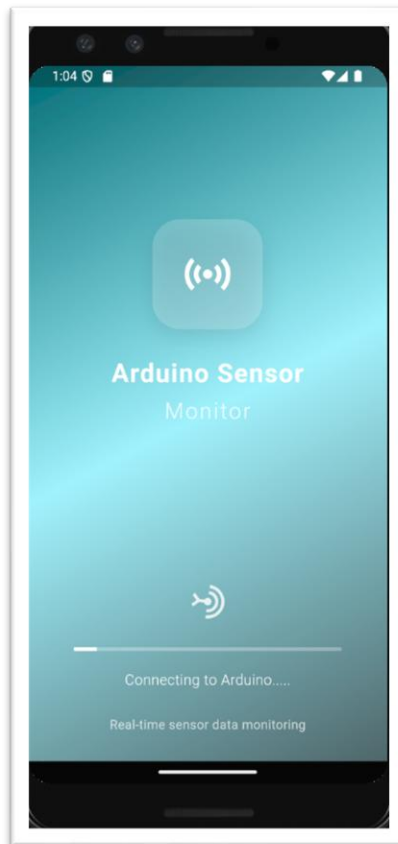 1:04
Arduino Sensor
Monitor
Connecting to Arduino.....
Real-time sensor data monitoring